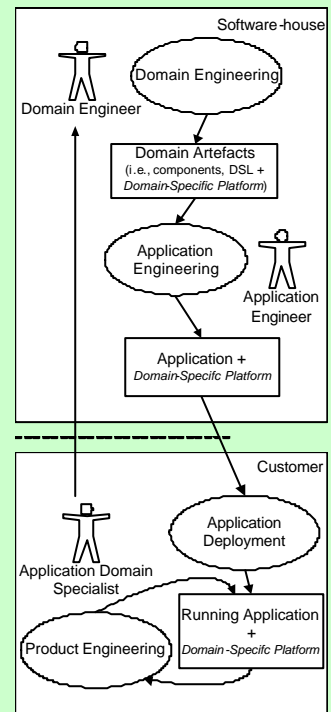 Software-house
Domain Engineering
Domain Engineer
Domain Artefacts
(i.e., components, DSL +
Domain-Specific Platform)
Application
Engineering
Application
Engineer
Application +
Domain-Specifc Platform
Customer
Application
Deployment
Application Domain
Specialist
Running Application
+
Domain-Specifc Platform
Product Engineering